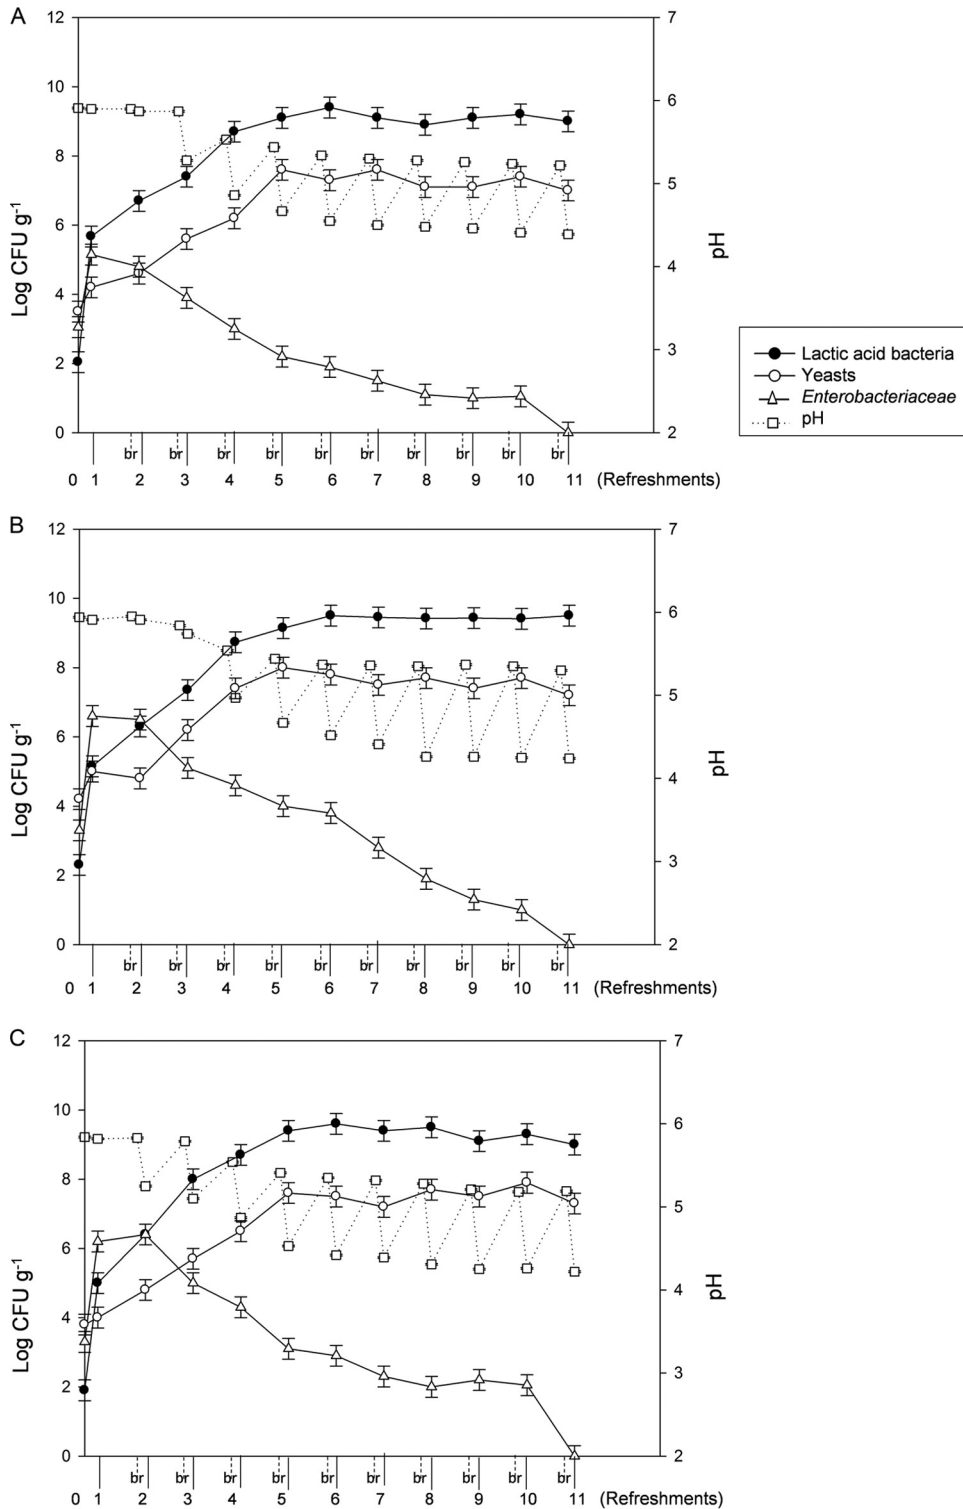 A
12
10
8
6
4
2
0
Log CFU g-1
7
6
5
4
3
2
pH
br br br br br br br br br br
0 1 2 3 4 5 6 7 8 9 10 11 (Refreshments)
Lactic acid bacteria
Yeasts
Enterobacteriaceae
pH
B
12
10
8
6
4
2
0
Log CFU g-1
7
6
5
4
3
2
pH
br br br br br br br br br br
0 1 2 3 4 5 6 7 8 9 10 11 (Refreshments)
C
12
10
8
6
4
2
0
Log CFU g-1
7
6
5
4
3
2
pH
br br br br br br br br br br
0 1 2 3 4 5 6 7 8 9 10 11 (Refreshments)